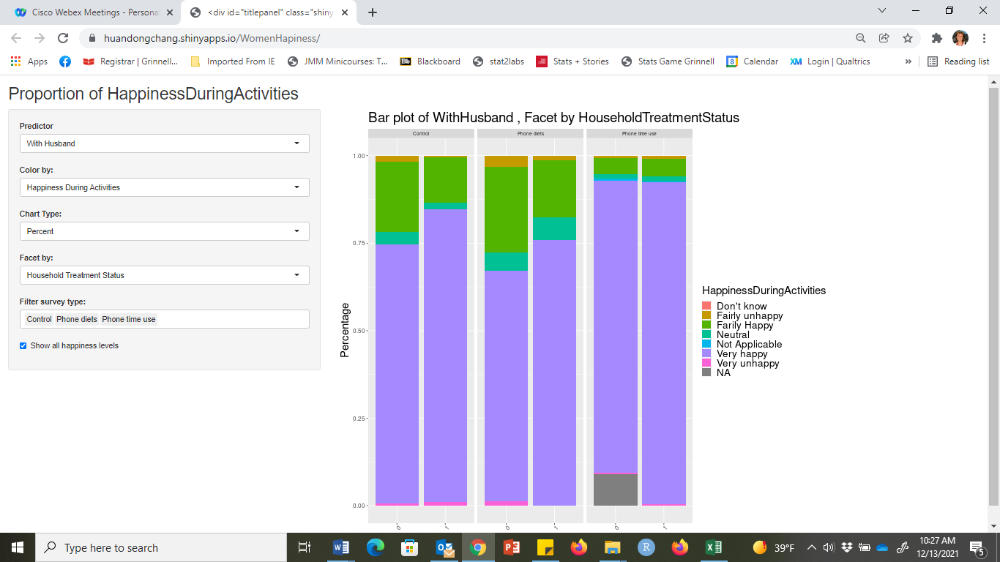 Cisco Webex Meetings - Persona
<div id="titlepanel" class="shiny
huandongchang.shinyapps.io/WomenHapiness/
Apps
Registrar | Grinnell...
Imported From IE
JMM Minicourses: T...
Bb
Blackboard
stat2labs
Stats + Stories
Stats Game Grinnell
8
Calendar
XM
Login | Qualtrics
»
Reading list
Proportion of HappinessDuringActivities
Predictor
With Husband
Color by:
Happiness During Activities
Chart Type:
Percent
Facet by:
Household Treatment Status
Filter survey type:
Control Phone diets Phone time use
Show all happiness levels
Bar plot of WithHusband , Facet by HouseholdTreatmentStatus
Control
Phone diets
Phone time use
1.00
0.75
0.50
0.25
0.00
Percentage
0
1
0
1
0
1
HappinessDuringActivities
Don't know
Fairly unhappy
Farily Happy
Neutral
Not Applicable
Very happy
Very unhappy
NA
Type here to search
39°F
10:27 AM
12/13/2021
5